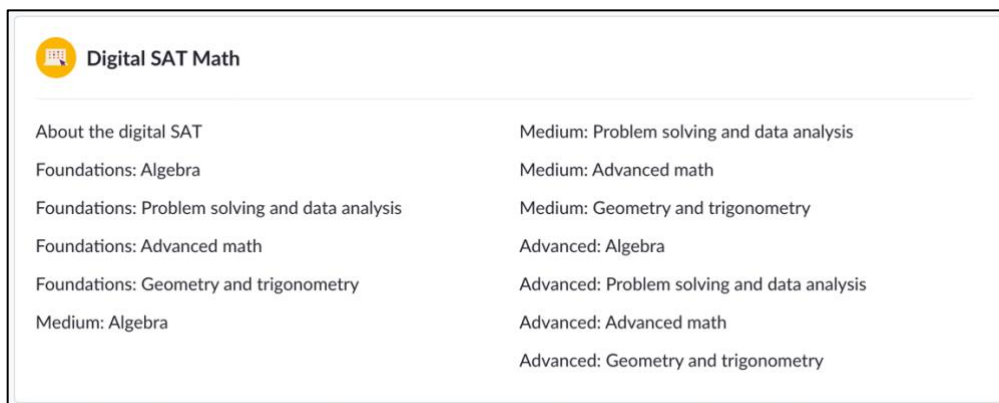 Digital SAT Math
About the digital SAT
Foundations: Algebra
Foundations: Problem solving and data analysis
Foundations: Advanced math
Foundations: Geometry and trigonometry
Medium: Algebra
Medium: Problem solving and data analysis
Medium: Advanced math
Medium: Geometry and trigonometry
Advanced: Algebra
Advanced: Problem solving and data analysis
Advanced: Advanced math
Advanced: Geometry and trigonometry